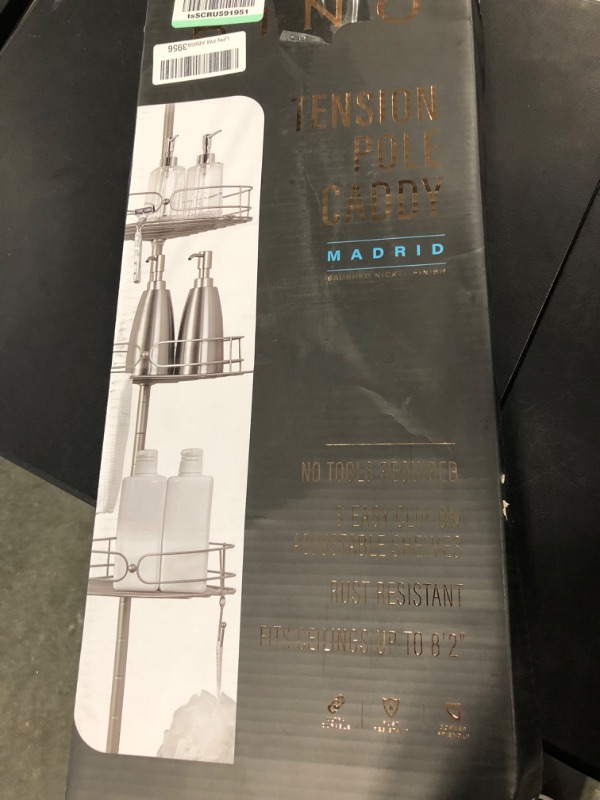 tsSCRU591951
TENSION
POLE
CADDY
MADRID
BRUSHED NICKEL FINISH
NO TOOLS REQUIRED
3 EASY CLIP-ON
ADJUSTABLE SHELVES
RUST RESISTANT
FITS CEILINGS UP TO 8'2"